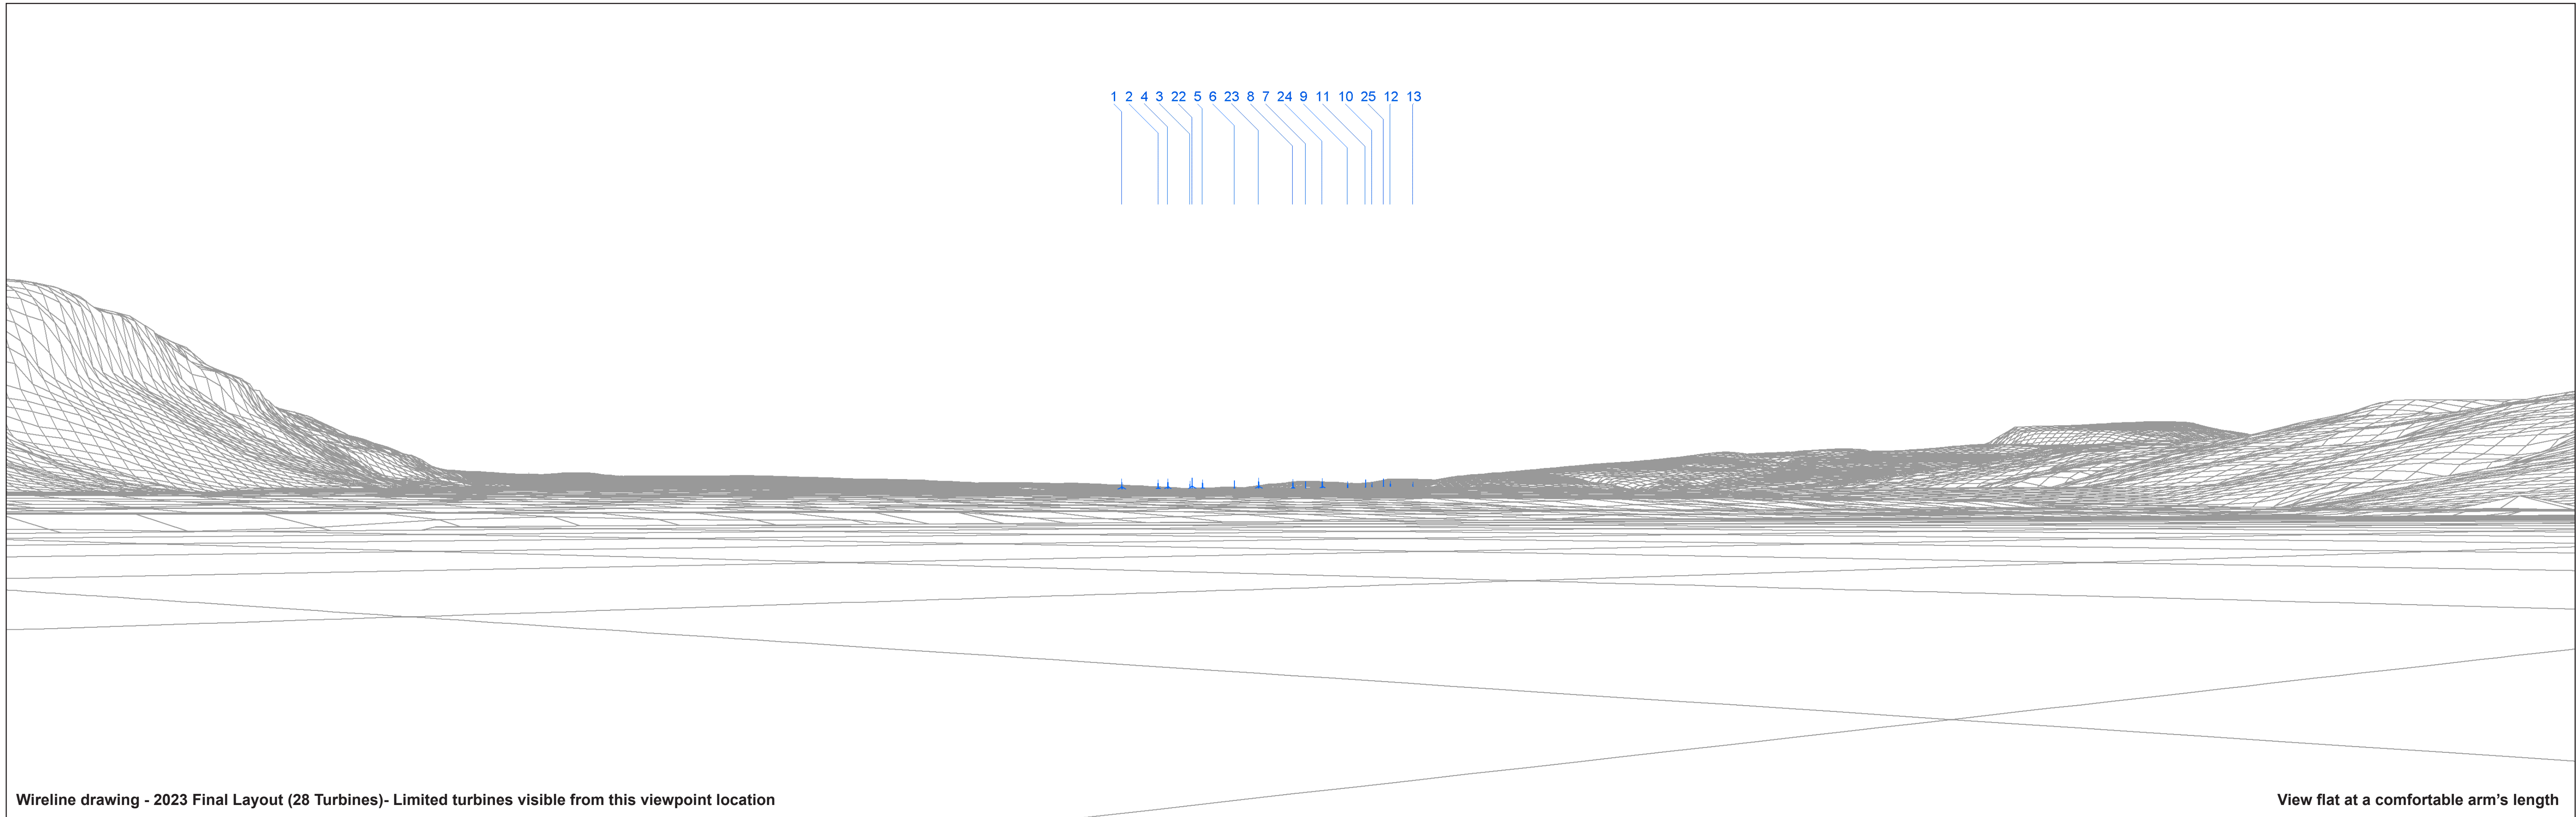 1 2 4 3 22 5 6 23 8 7 24 9 11 10 25 12 13
Wireline drawing - 2023 Final Layout (28 Turbines)- Limited turbines visible from this viewpoint location
View flat at a comfortable arm’s length